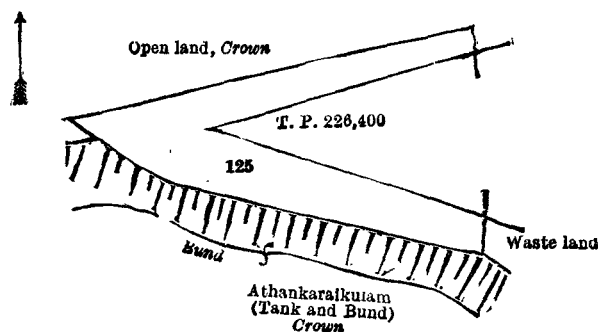 Open land, Crown
T. P. 226,400
125
Waste land
Bund
Athankaraikulam
(Tank and Bund)
Crown